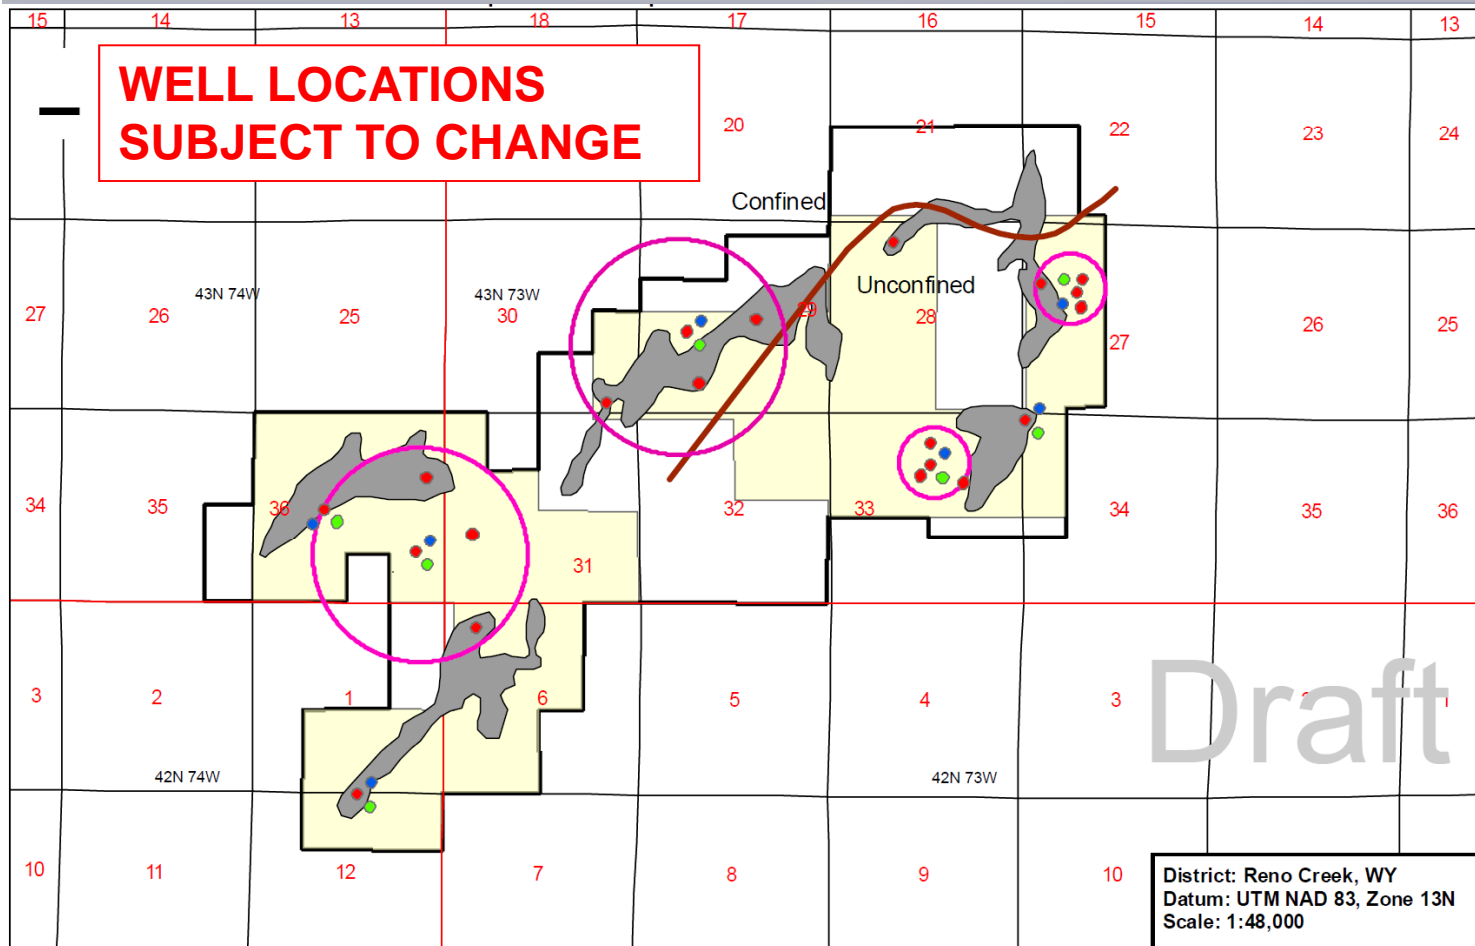 15 14 13 18 17 16 15 14 13
WELL LOCATIONS
SUBJECT TO CHANGE
20 21 22 23 24
Confined
Unconfined
43N 74W 43N 73W
27 26 25 30 29 28 27 26 25
34 35 36 31 32 33 34 35 36
3 2 1 6 5 4 3
Draft
42N 74W 42N 73W
10 11 12 7 8 9 10
District: Reno Creek, WY
Datum: UTM NAD 83, Zone 13N
Scale: 1:48,000